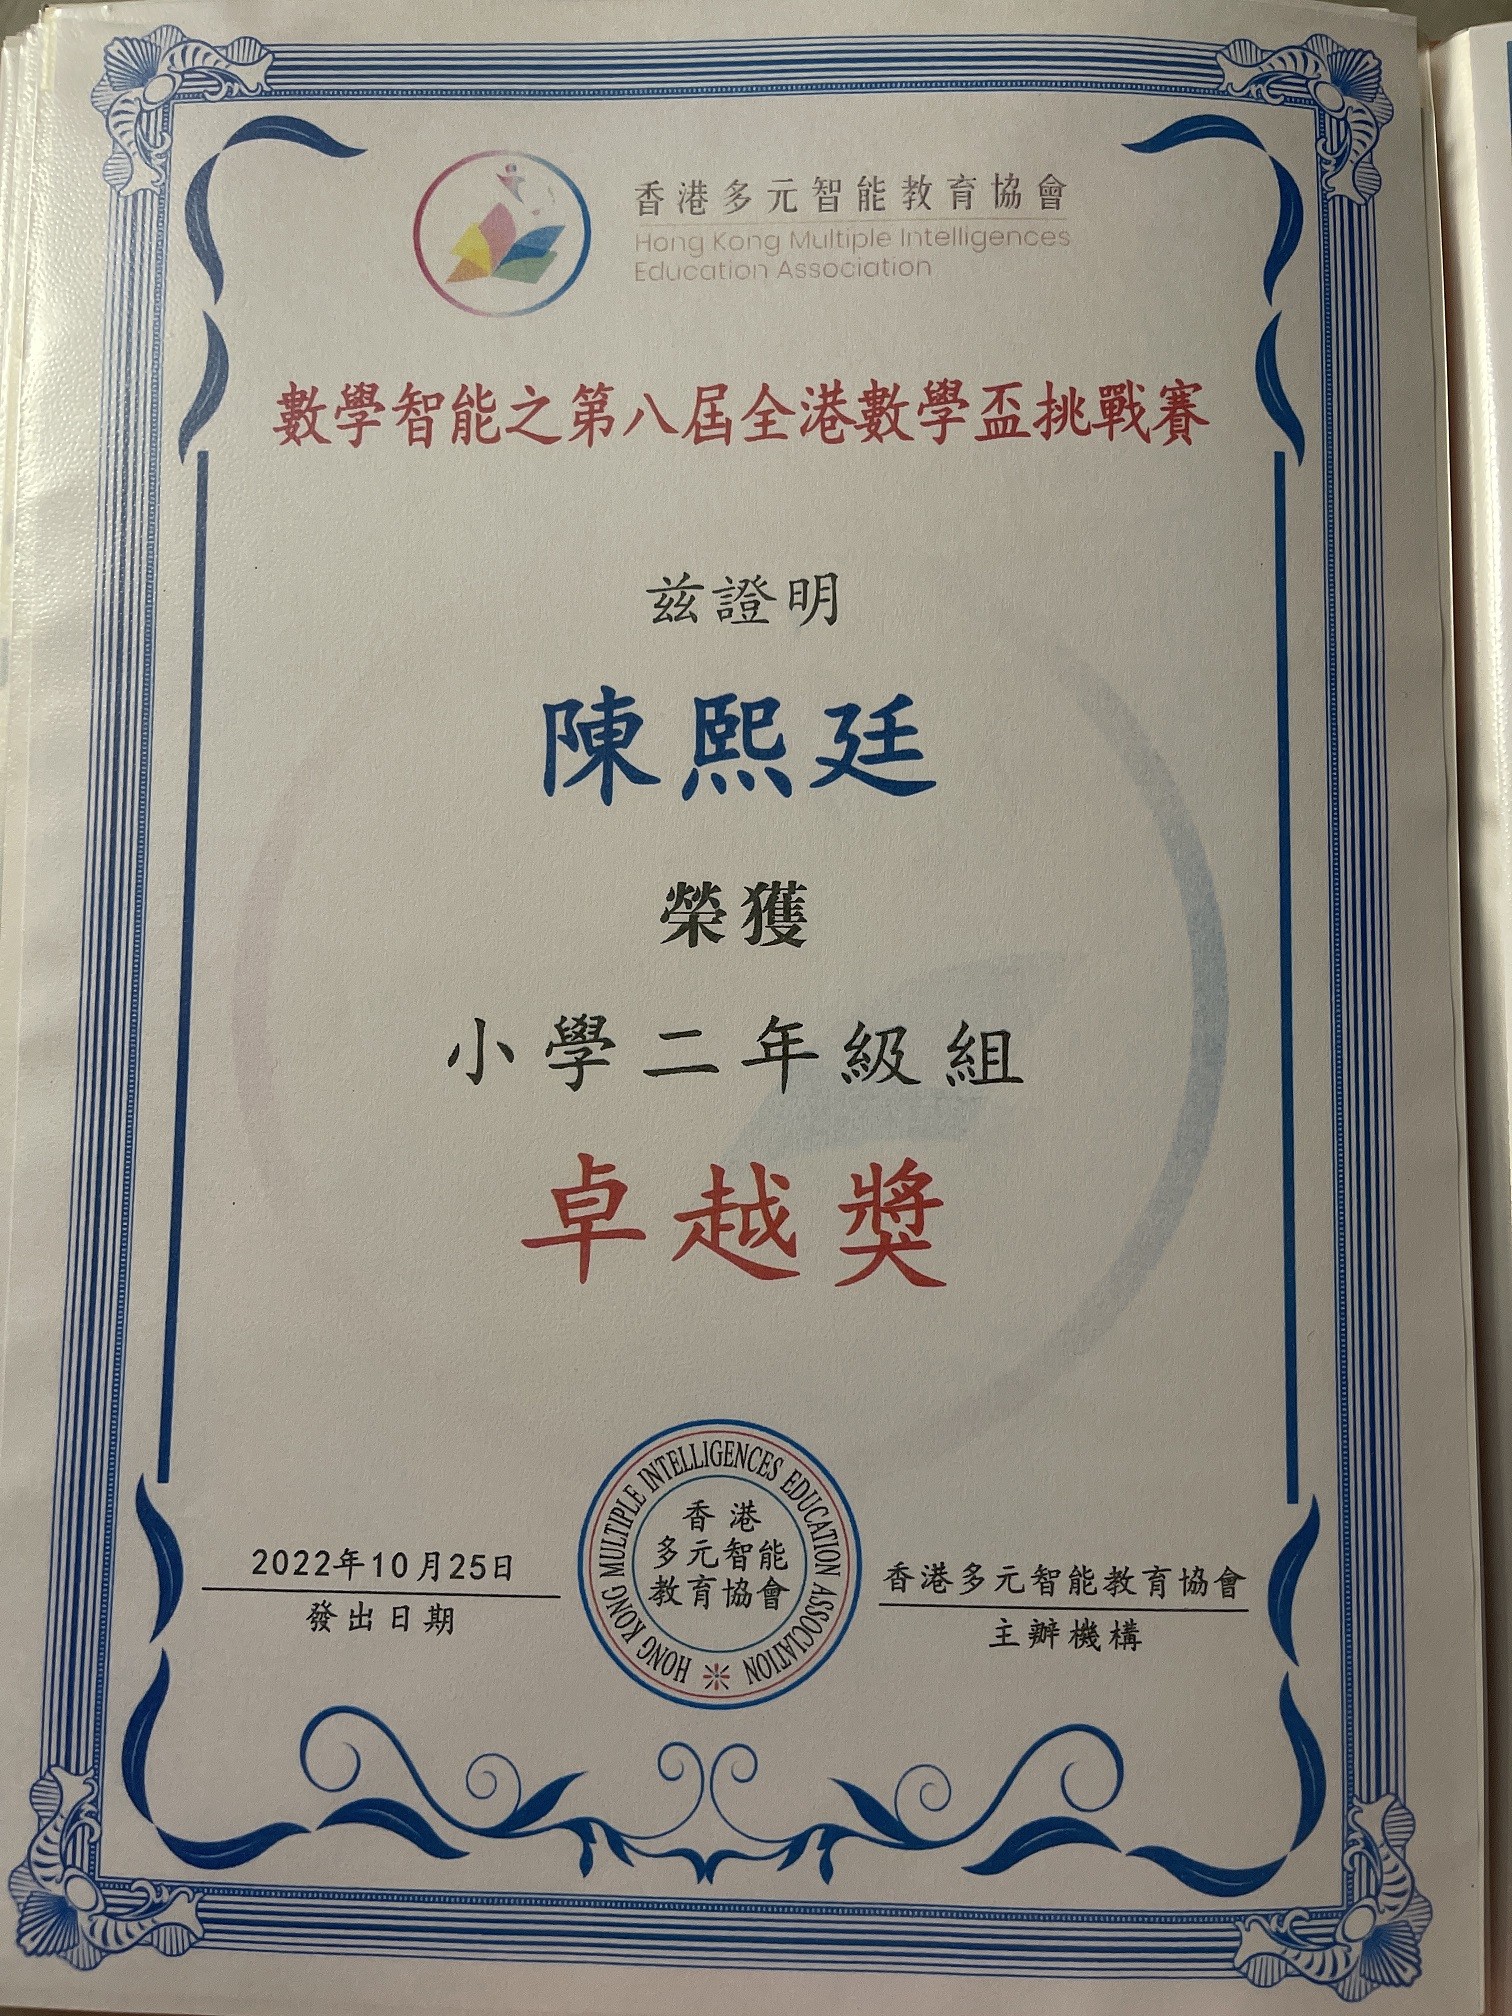 香港多元智能教育協會
Hong Kong Multiple Intelligences
Education Association
數學智能之第八屆全港數學盃挑戰賽
茲證明
陳熙廷
榮獲
小學二年級組
卓越獎
2022年10月25日
發出日期
HONG KONG MULTIPLE INTELLIGENCES EDUCATION ASSOCIATION
香港
多元智能
教育協會
香港多元智能教育協會
主辦機構